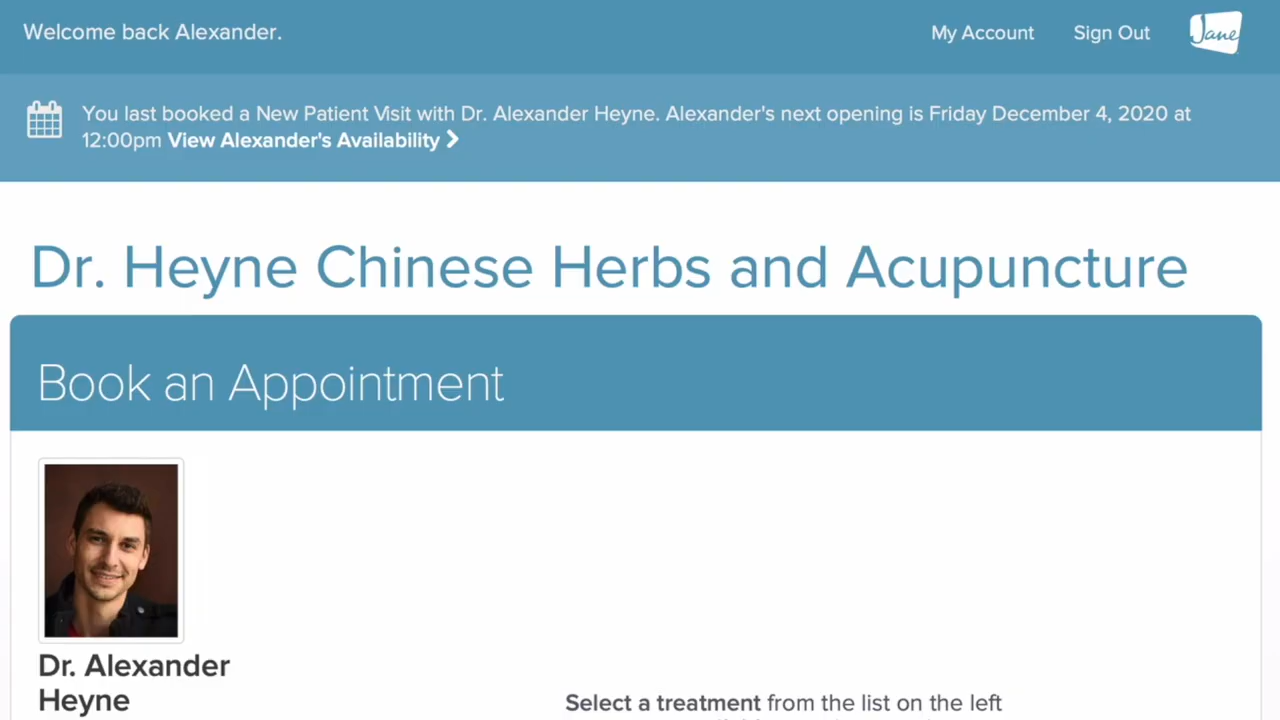 Welcome back Alexander.
My Account
Sign Out
Jane
You last booked a New Patient Visit with Dr. Alexander Heyne. Alexander's next opening is Friday December 4, 2020 at
12:00pm View Alexander's Availability
Dr. Heyne Chinese Herbs and Acupuncture
Book an Appointment
Dr. Alexander
Heyne
Select a treatment from the list on the left